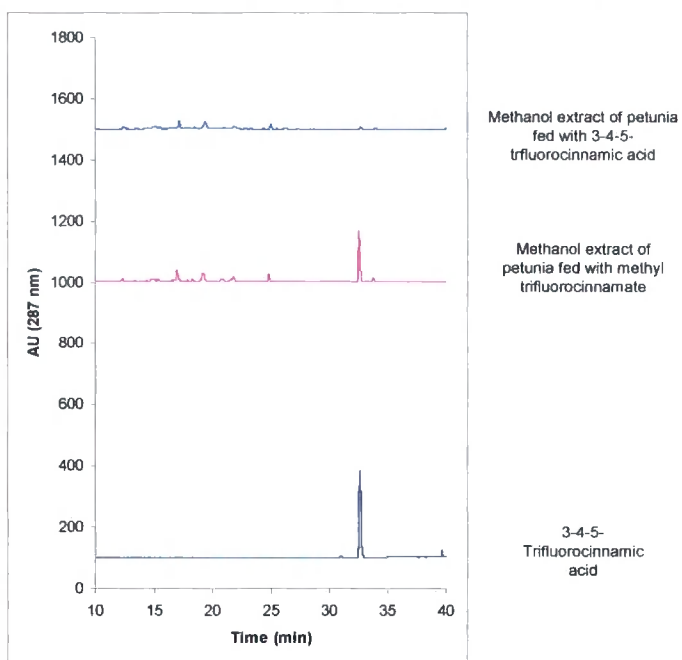 1800
1600
1400
1200
1000
800
600
400
200
0
AU (287 nm)
10 15 20 25 30 35 40
Time (min)
Methanol extract of petunia
fed with 3-4-5-
trfluorocinnamic acid
Methanol extract of
petunia fed with methyl
trifluorocinnamate
3-4-5-
Trifluorocinnamic
acid